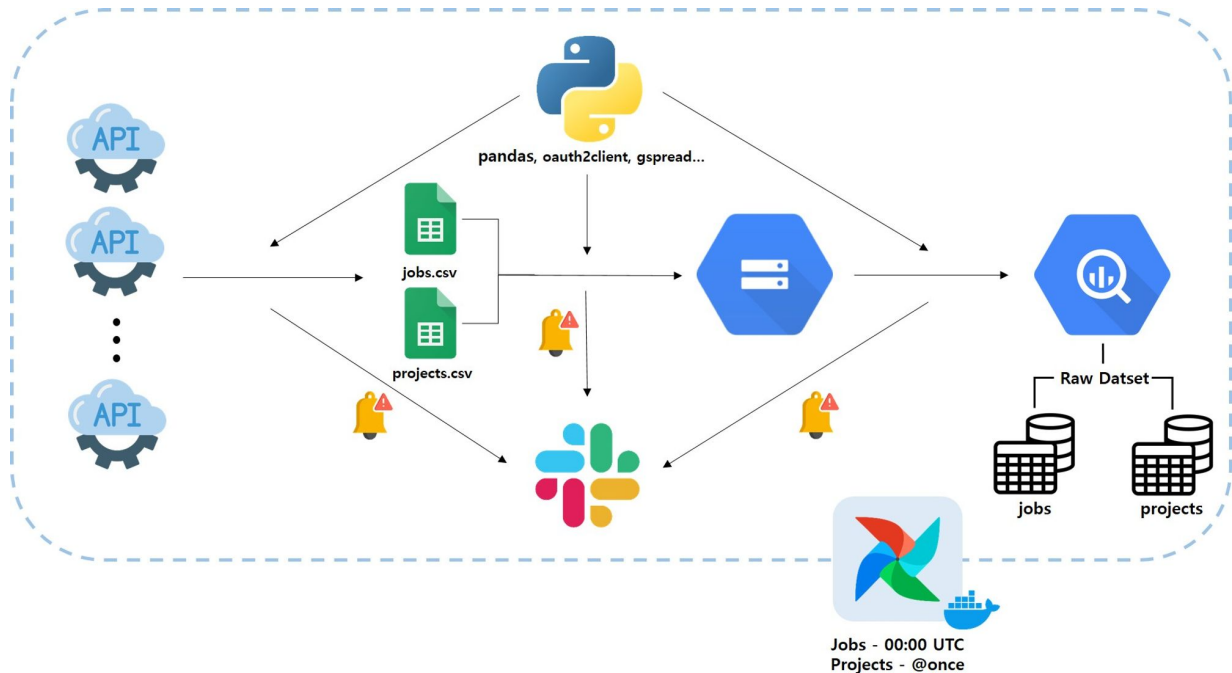 API
API
API
pandas, oauth2client, gspread...
jobs.csv
projects.csv
Raw Datset
jobs
projects
Jobs - 00:00 UTC
Projects - @once